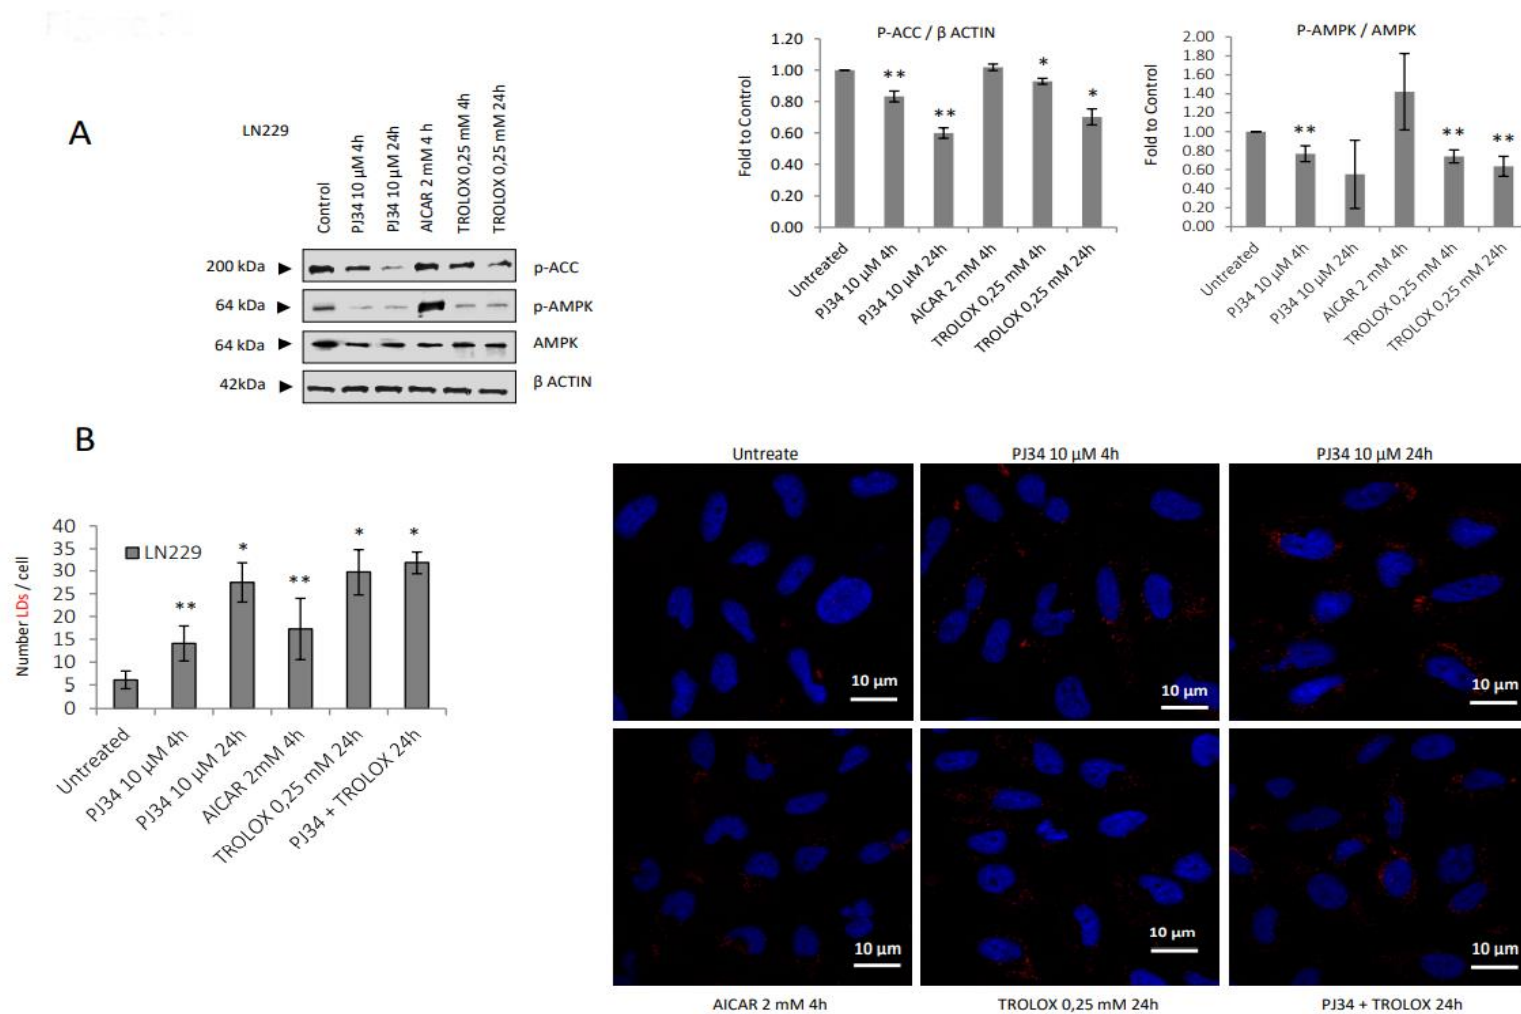 A
LN229
Control
PJ34 10 µM 4h
PJ34 10 µM 24h
AICAR 2 mM 4 h
TROLOX 0,25 mM 4h
TROLOX 0,25 mM 24h
200 kDa ► p-ACC
64 kDa ► p-AMPK
64 kDa ► AMPK
42kDa ► β ACTIN
P-ACC / β ACTIN
Fold to Control
1.20
1.00
0.80
0.60
0.40
0.20
0.00
** ** * *
Untreated
PJ34 10 µM 4h
PJ34 10 µM 24h
AICAR 2 mM 4h
TROLOX 0,25 mM 4h
TROLOX 0,25 mM 24h
P-AMPK / AMPK
Fold to Control
2.00
1.80
1.60
1.40
1.20
1.00
0.80
0.60
0.40
0.20
0.00
** ** **
Untreated
PJ34 10 µM 4h
PJ34 10 µM 24h
AICAR 2 mM 4h
TROLOX 0,25 mM 4h
TROLOX 0,25 mM 24h
B
Number LDs / cell
40
35
30
25
20
15
10
5
0
LN229
** * ** * *
Untreated
PJ34 10 µM 4h
PJ34 10 µM 24h
AICAR 2mM 4h
TROLOX 0,25 mM 24h
PJ34 + TROLOX 24h
Untreate
PJ34 10 µM 4h
PJ34 10 µM 24h
10 µm
10 µm
10 µm
10 µm
10 µm
10 µm
AICAR 2 mM 4h
TROLOX 0,25 mM 24h
PJ34 + TROLOX 24h